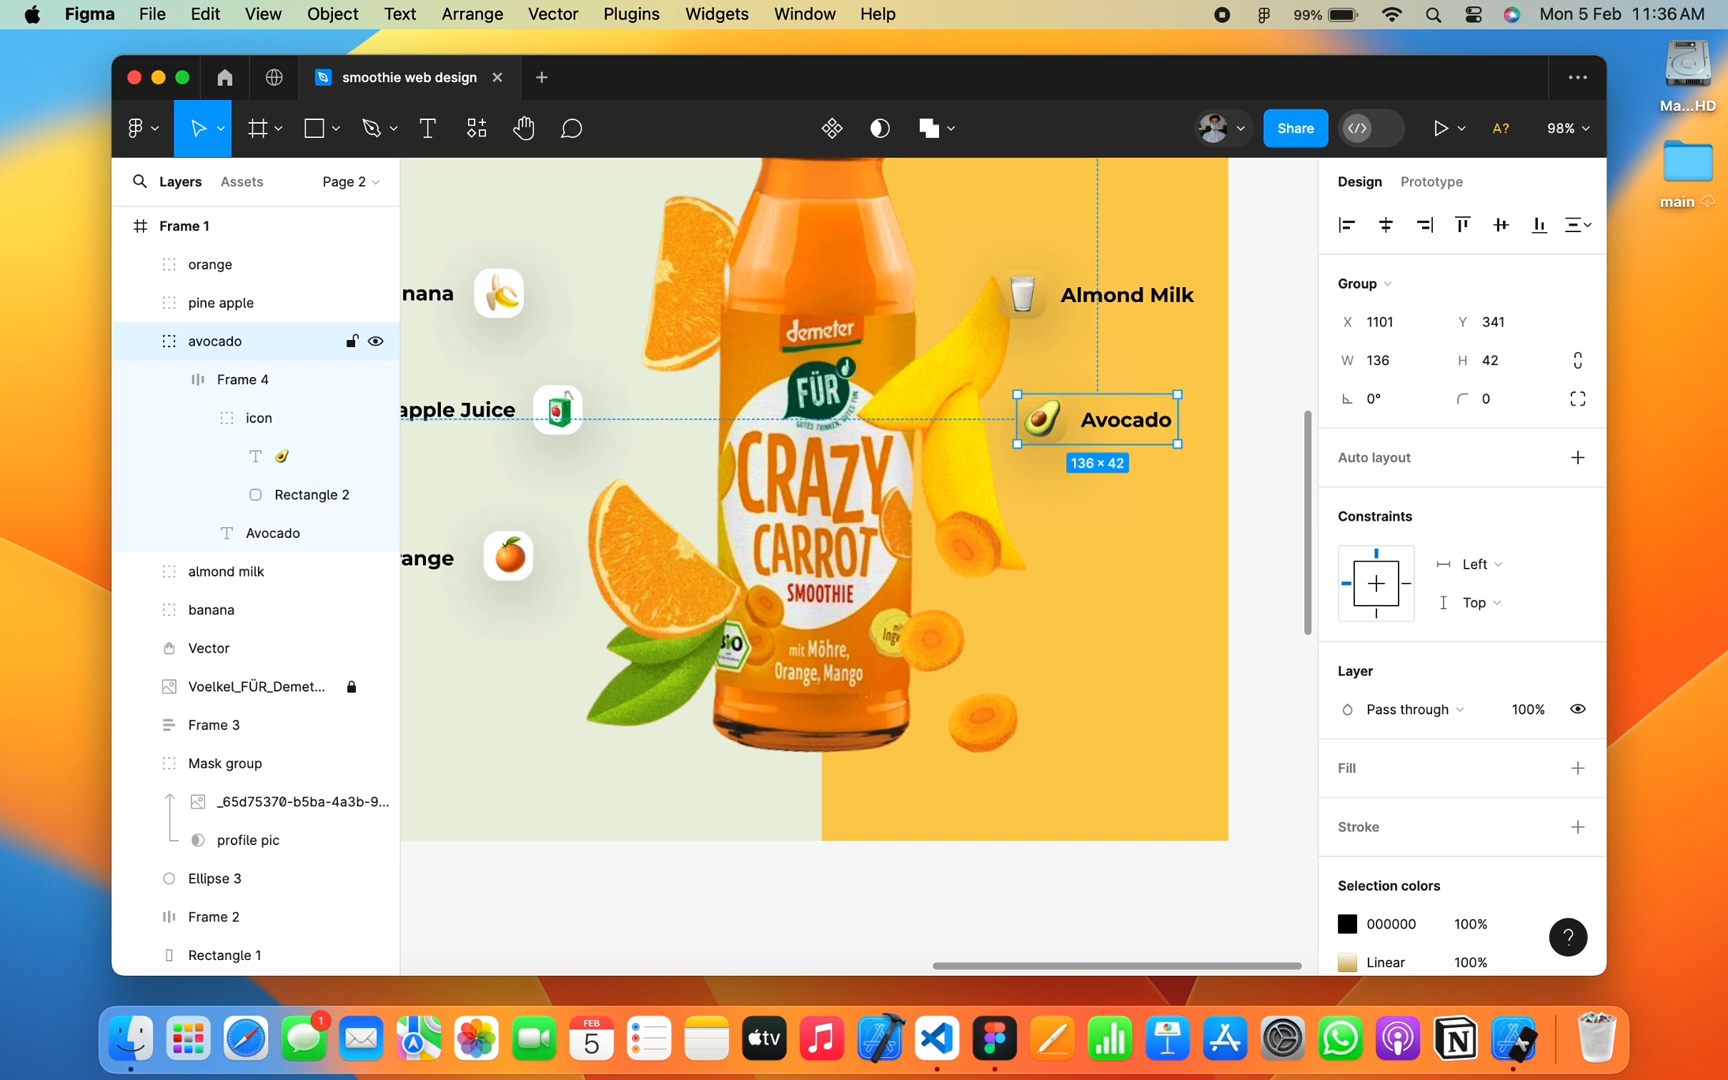 Figma File Edit View Object Text Arrange Vector Plugins Widgets Window Help
99% Mon 5 Feb 11:36 AM
smoothie web design
Share A? 98%
Layers Assets Page 2
Frame 1
orange
pine apple
avocado
Frame 4
icon
Rectangle 2
Avocado
almond milk
banana
Vector
Voelkel_FÜR_Demet...
Frame 3
Mask group
_65d75370-b5ba-4a3b-9...
profile pic
Ellipse 3
Frame 2
Rectangle 1
nana
apple Juice
range
demeter
FÜR
CRAZY
CARROT
SMOOTHIE
BIO
mit
Ingw
mit Möhre,
Orange, Mango
Almond Milk
Avocado
136 × 42
Design Prototype
Group
X 1101 Y 341
W 136 H 42
0° 0
Auto layout
Constraints
Left
Top
Layer
Pass through 100%
Fill
Stroke
Selection colors
000000 100%
Linear 100%
?
Ma...HD
main
1
FEB
5
tv